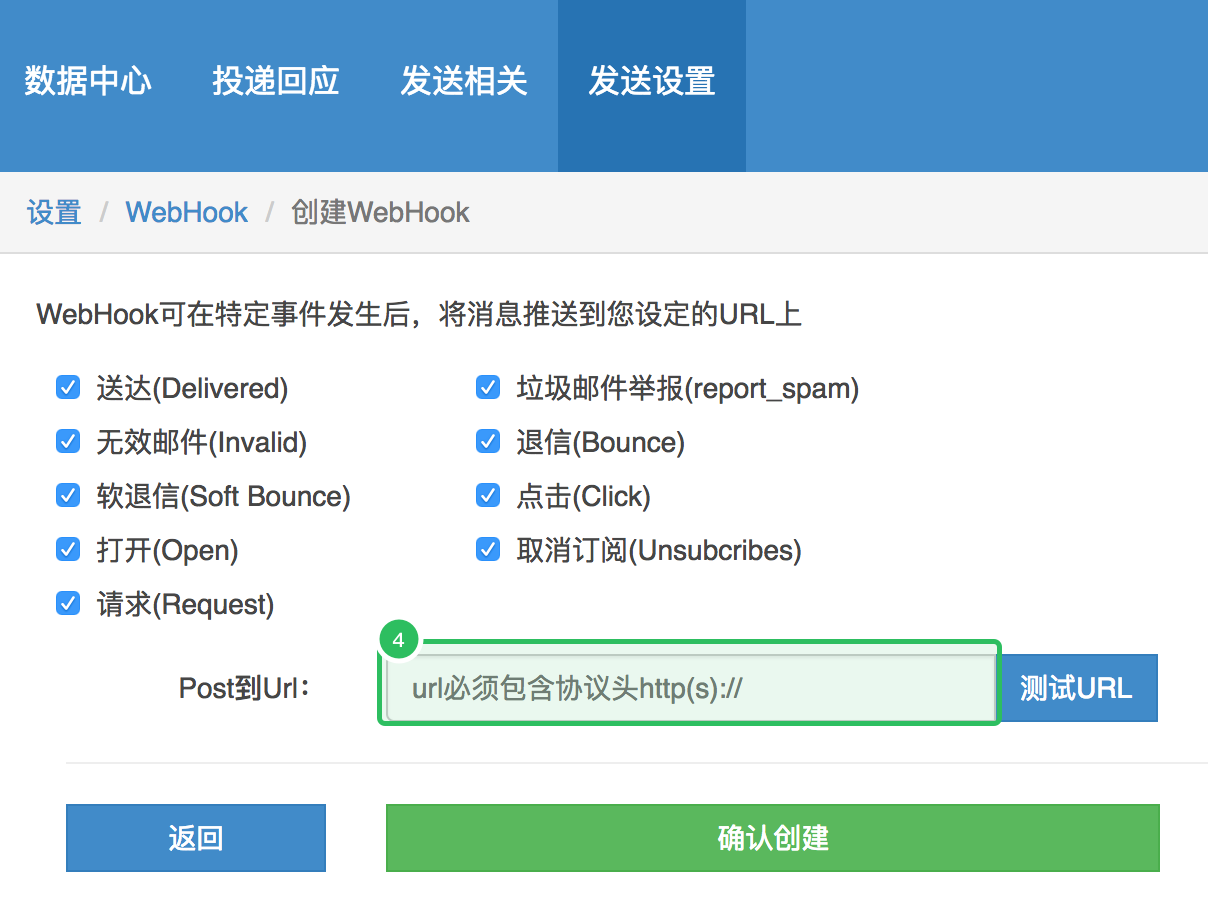 数据中心 投递回应 发送相关 发送设置
设置 / WebHook / 创建WebHook
WebHook可在特定事件发生后，将消息推送到您设定的URL上
送达(Delivered) 垃圾邮件举报(report_spam)
无效邮件(Invalid) 退信(Bounce)
软退信(Soft Bounce) 点击(Click)
打开(Open) 取消订阅(Unsubcribes)
请求(Request)
4
Post到Url： url必须包含协议头http(s):// 测试URL
返回 确认创建